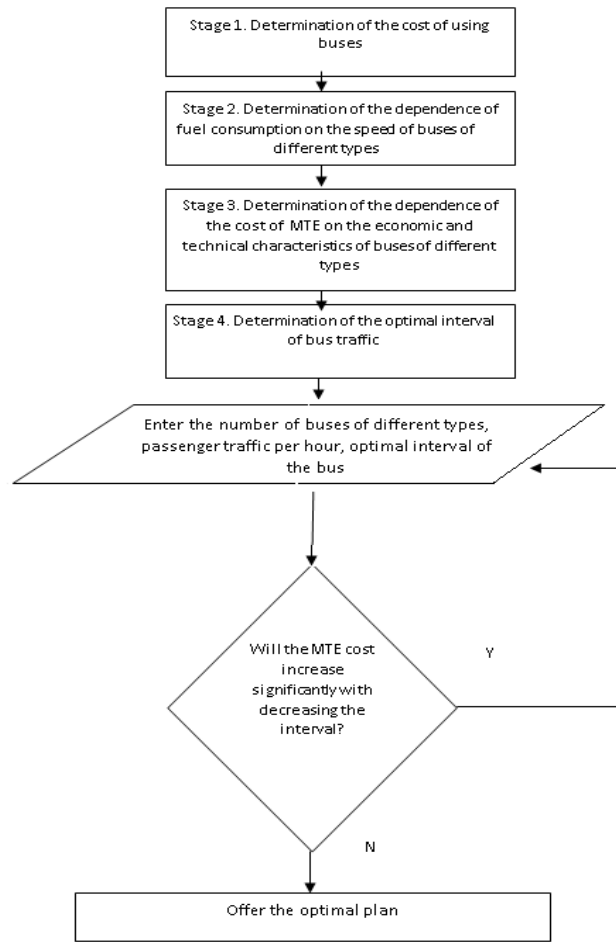 Stage 1. Determination of the cost of using
buses
Stage 2. Determination of the dependence of
fuel consumption on the speed of buses of
different types
Stage 3. Determination of the dependence of
the cost of MTE on the economic and
technical characteristics of buses of different
types
Stage 4. Determination of the optimal interval
of bus traffic
Enter the number of buses of different types,
passenger traffic per hour, optimal interval of
the bus
Will the MTE cost
increase
significantly with
decreasing the
interval?
Y
N
Offer the optimal plan